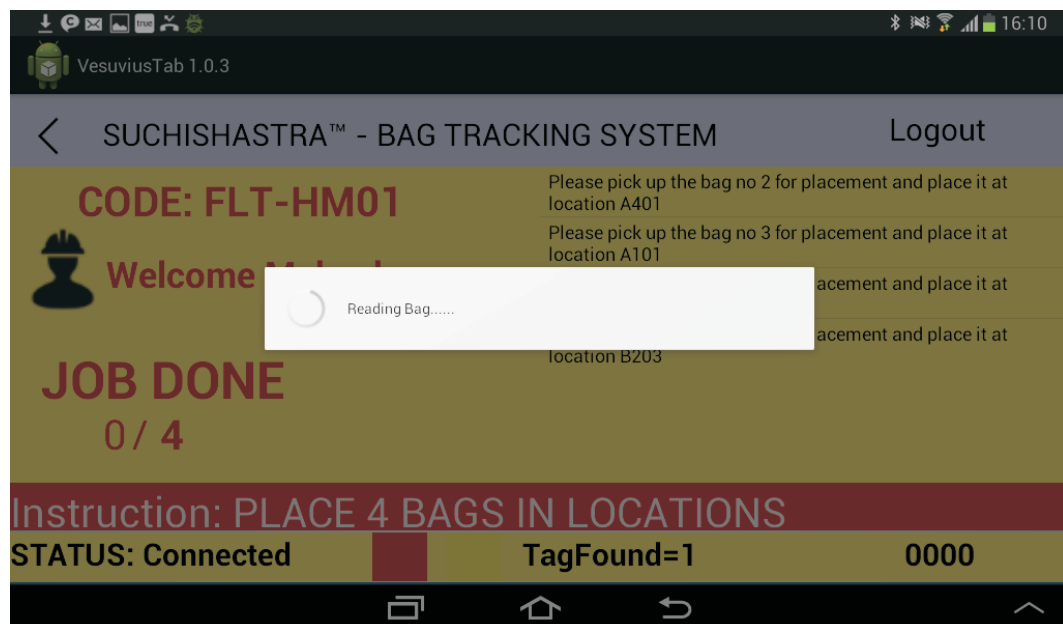 true
16:10
VesuviusTab 1.0.3
SUCHISHASTRA™ - BAG TRACKING SYSTEM
Logout
CODE: FLT-HM01
Welcome
JOB DONE
0/ 4
Please pick up the bag no 2 for placement and place it at
location A401
Please pick up the bag no 3 for placement and place it at
location A101
acement and place it at
acement and place it at
location B203
Reading Bag......
Instruction: PLACE 4 BAGS IN LOCATIONS
STATUS: Connected
TagFound=1
0000